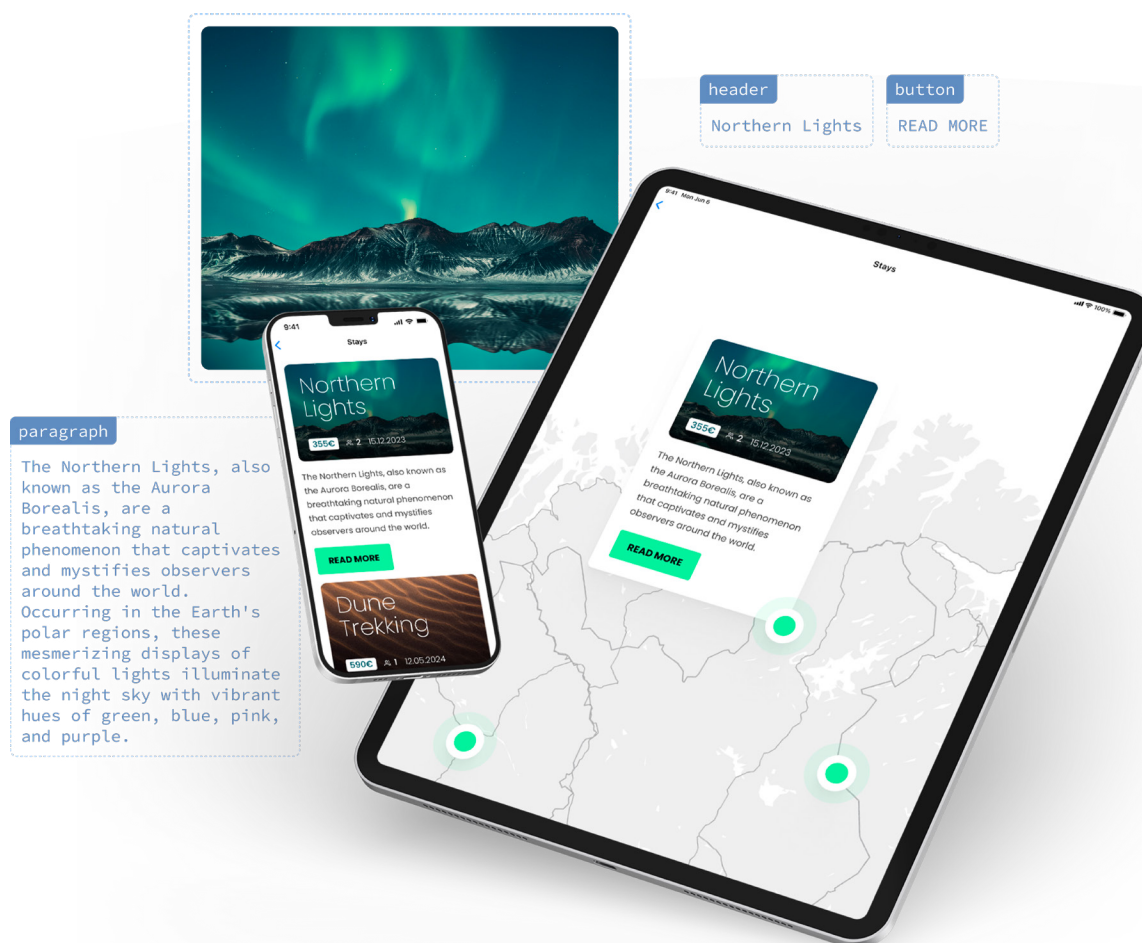 header
Northern Lights
button
READ MORE
paragraph
The Northern Lights, also
known as the Aurora
Borealis, are a
breathtaking natural
phenomenon that captivates
and mystifies observers
around the world.
Occurring in the Earth's
polar regions, these
mesmerizing displays of
colorful lights illuminate
the night sky with vibrant
hues of green, blue, pink,
and purple.
9:41
Stays
Northern
Lights
355€ 2 15.12.2023
The Northern Lights, also known as
the Aurora Borealis, are a
breathtaking natural phenomenon
that captivates and mystifies
observers around the world.
READ MORE
Dune
Trekking
590€ 1 12.05.2024
9:41 Mon Jun 6
100%
Stays
Northern
Lights
355€ 2 15.12.2023
The Northern Lights, also known as
the Aurora Borealis, are a
breathtaking natural phenomenon
that captivates and mystifies
observers around the world.
READ MORE